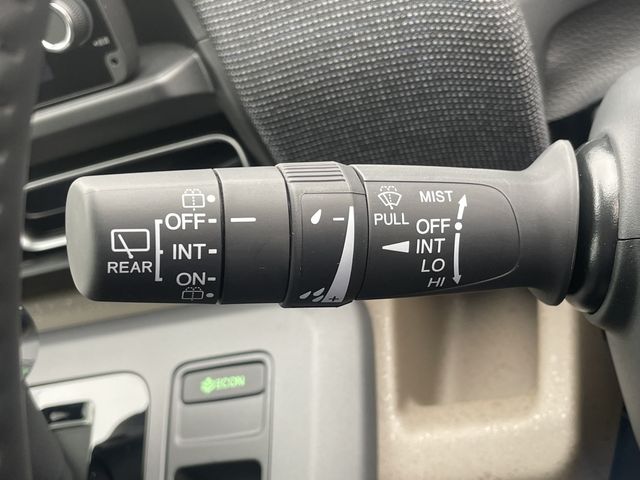 OFF
INT
REAR
ON
PULL
MIST
OFF
INT
LO
HI
ECON